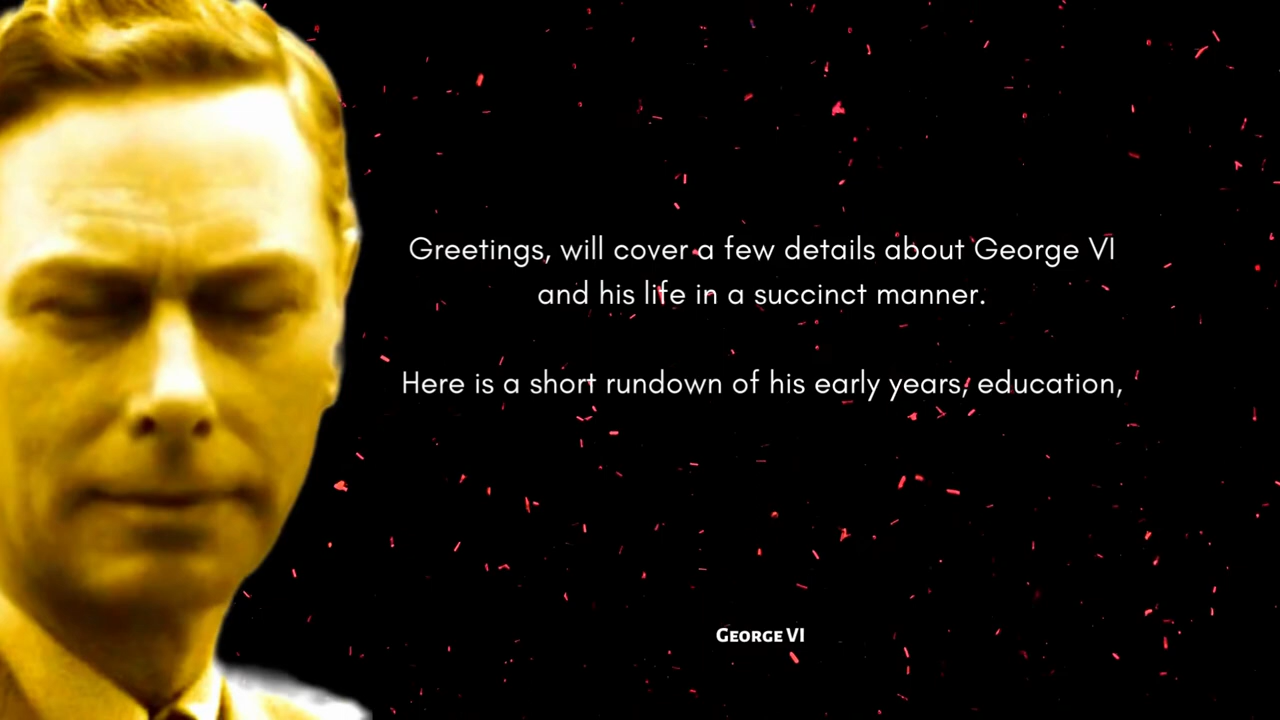 Greetings, will cover a few details about George VI
and his life in a succinct manner.
Here is a short rundown of his early years, education,
George VI